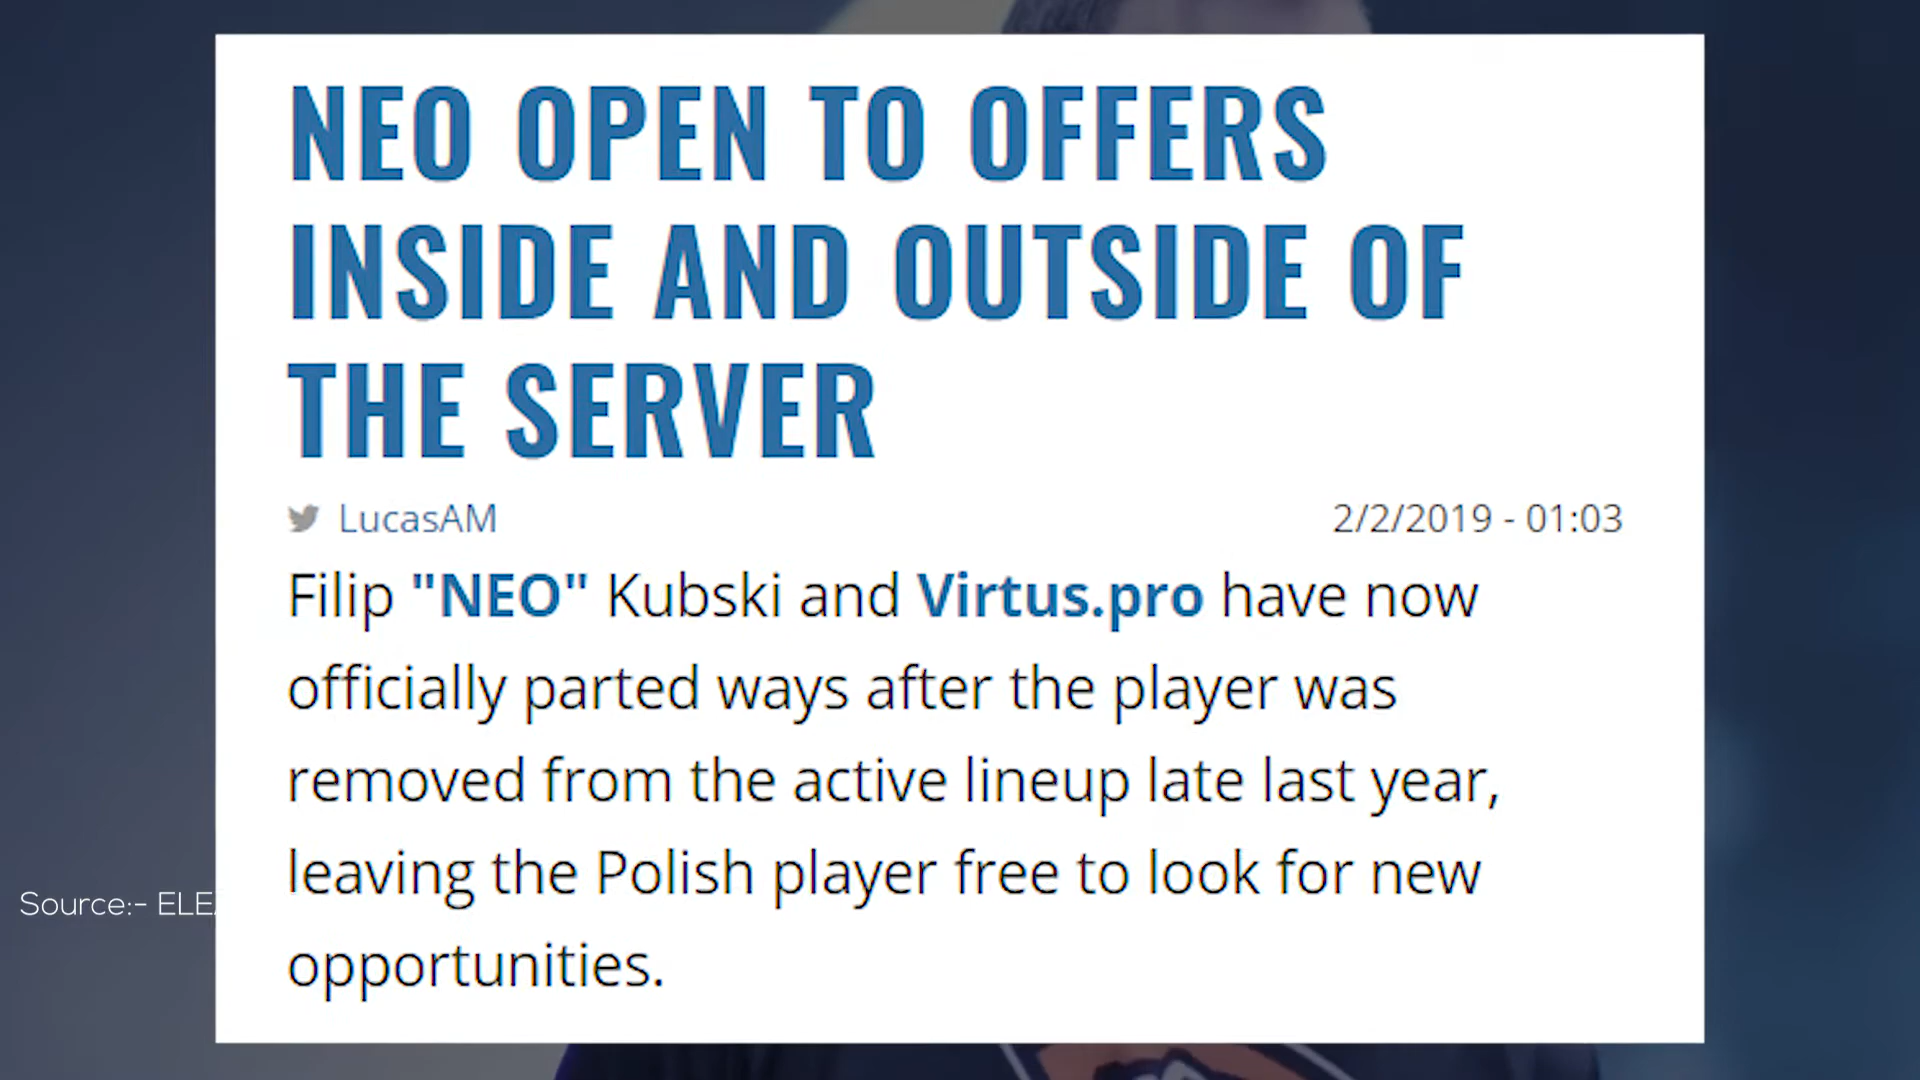 NEO OPEN TO OFFERS
INSIDE AND OUTSIDE OF
THE SERVER
LucasAM 2/2/2019 - 01:03
Filip "NEO" Kubski and Virtus.pro have now
officially parted ways after the player was
removed from the active lineup late last year,
leaving the Polish player free to look for new
Source:-
opportunities.